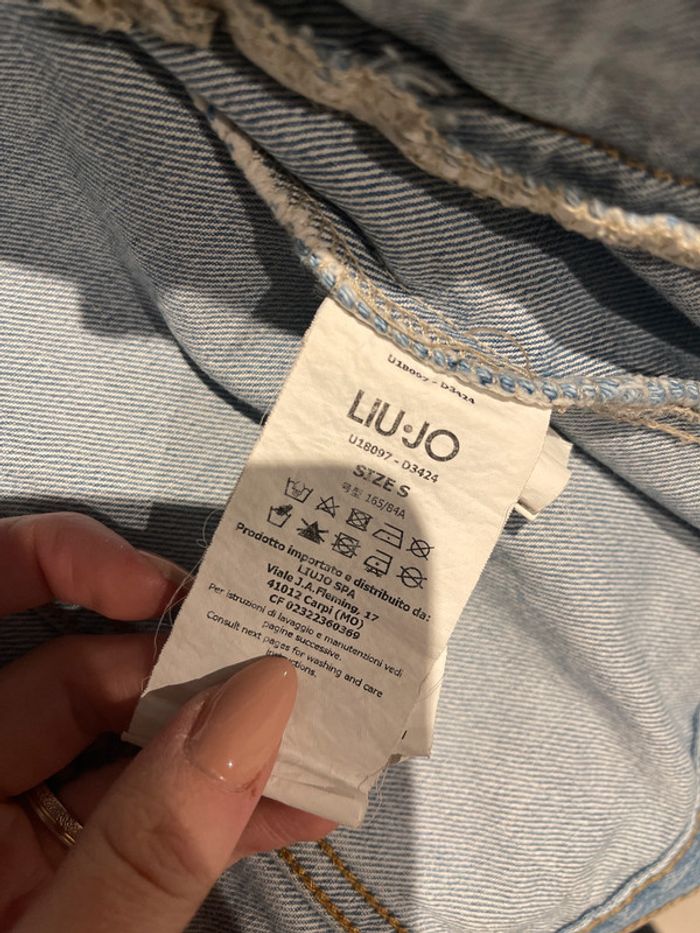 U18097 - D3424
LIU·JO
U18097 - D3424
SIZE S
号型 165/84A
Prodotto importato e distribuito da:
LIUJO SPA
Viale J.A.Fleming, 17
41012 Carpi (MO)
CF 02322360369
Per istruzioni di lavaggio e manutenzioni vedi
pagine successive.
Consult next pages for washing and care
instructions.